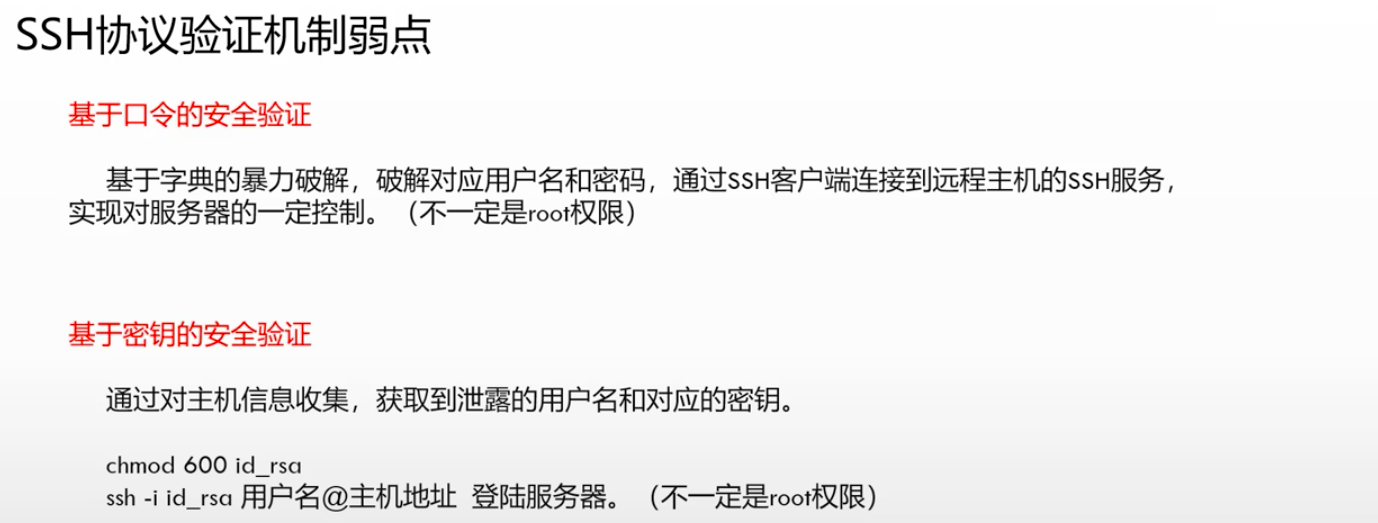 SSH协议验证机制弱点
基于口令的安全验证
基于字典的暴力破解，破解对应用户名和密码，通过SSH客户端连接到远程主机的SSH服务，
实现对服务器的一定控制。（不一定是root权限）
基于密钥的安全验证
通过对主机信息收集，获取到泄露的用户名和对应的密钥。
chmod 600 id_rsa
ssh -i id_rsa 用户名@主机地址 登陆服务器。（不一定是root权限）